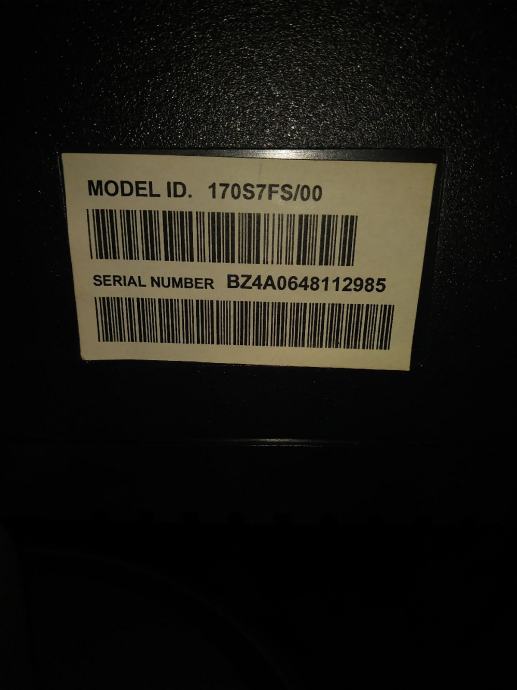 MODEL ID. 170S7FS/00
SERIAL NUMBER BZ4A0648112985